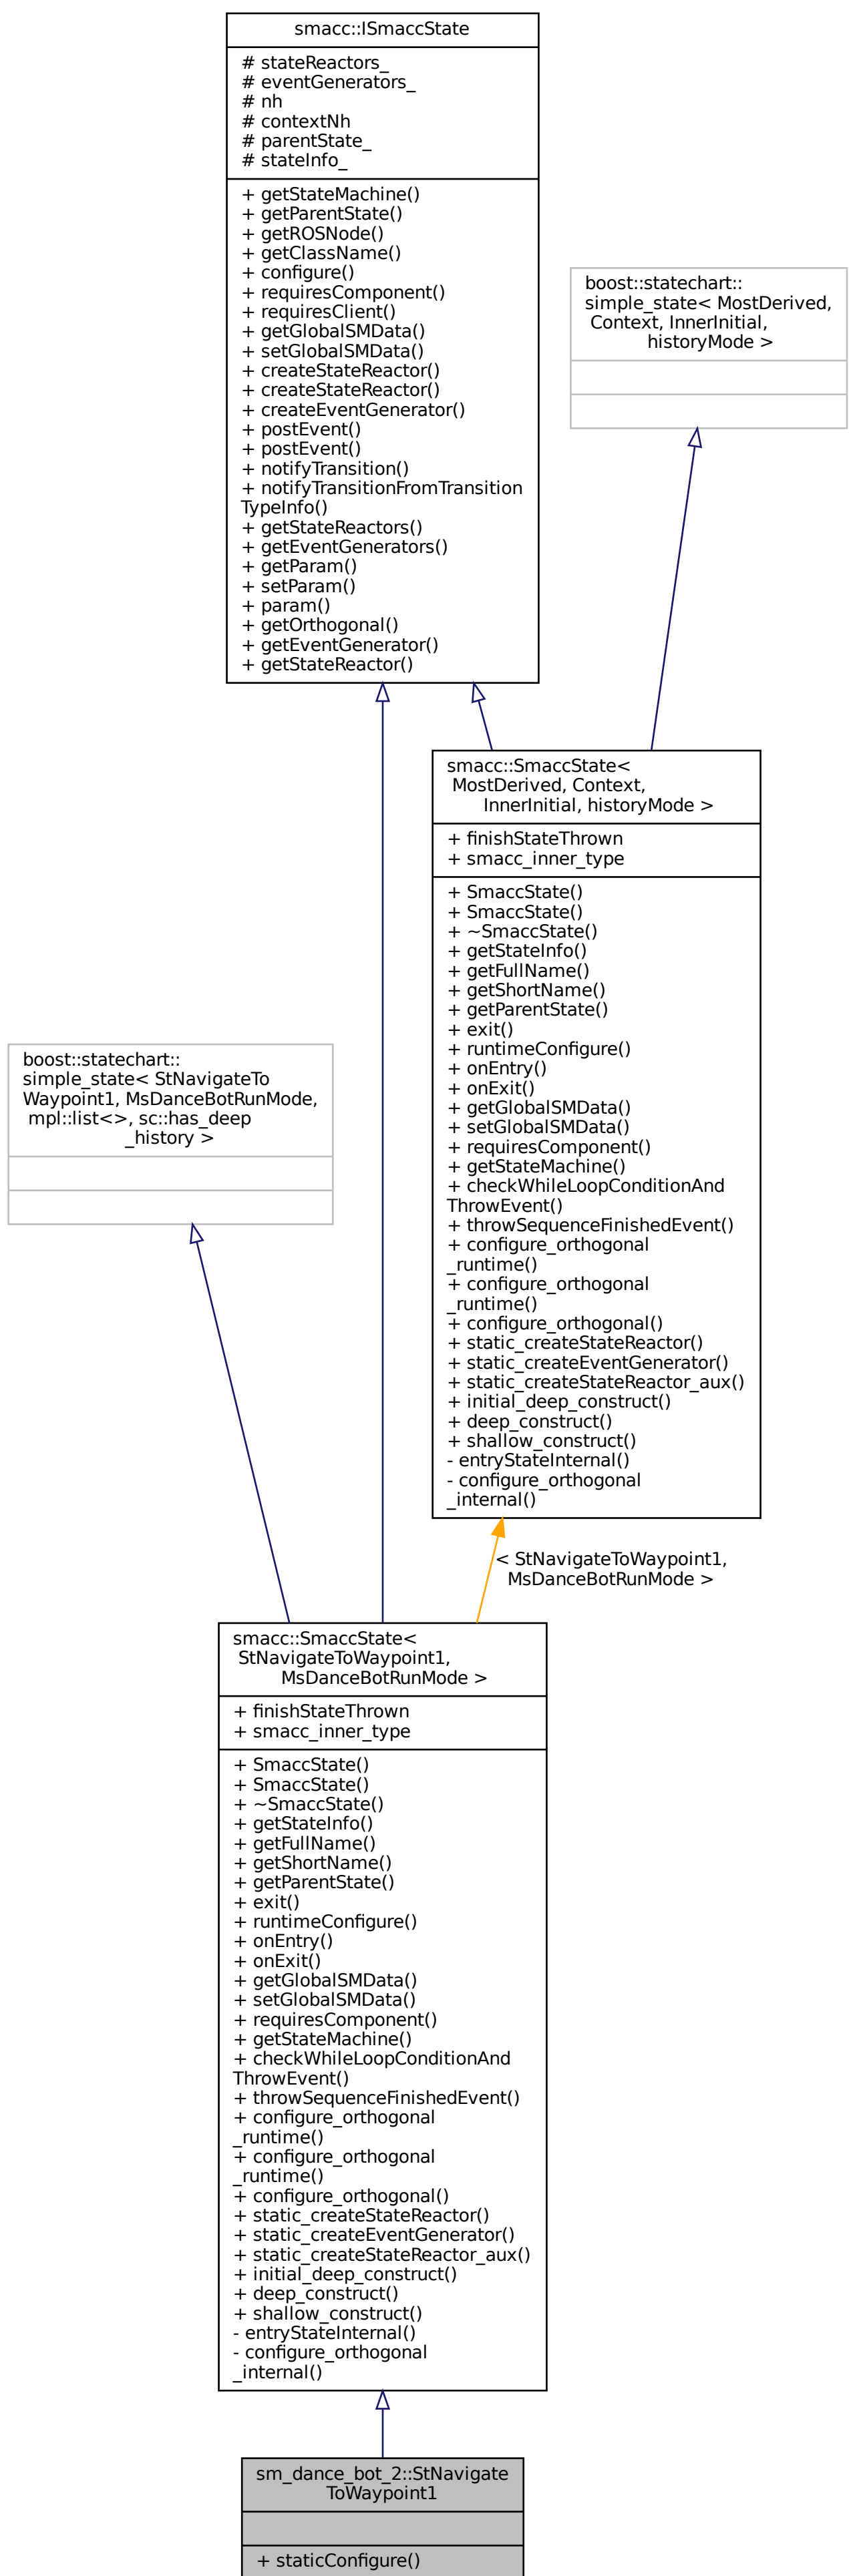 smacc::ISmaccState
# stateReactors_
# eventGenerators_
# nh
# contextNh
# parentState_
# stateInfo_
+ getStateMachine()
+ getParentState()
+ getROSNode()
+ getClassName()
+ configure()
+ requiresComponent()
+ requiresClient()
+ getGlobalSMData()
+ setGlobalSMData()
+ createStateReactor()
+ createStateReactor()
+ createEventGenerator()
+ postEvent()
+ postEvent()
+ notifyTransition()
+ notifyTransitionFromTransition
TypeInfo()
+ getStateReactors()
+ getEventGenerators()
+ getParam()
+ setParam()
+ param()
+ getOrthogonal()
+ getEventGenerator()
+ getStateReactor()
boost::statechart::
simple_state< MostDerived,
Context, InnerInitial,
historyMode >
smacc::SmaccState<
MostDerived, Context,
InnerInitial, historyMode >
+ finishStateThrown
+ smacc_inner_type
+ SmaccState()
+ SmaccState()
+ ~SmaccState()
+ getStateInfo()
+ getFullName()
+ getShortName()
+ getParentState()
+ exit()
+ runtimeConfigure()
+ onEntry()
+ onExit()
+ getGlobalSMData()
+ setGlobalSMData()
+ requiresComponent()
+ getStateMachine()
+ checkWhileLoopConditionAnd
ThrowEvent()
+ throwSequenceFinishedEvent()
+ configure_orthogonal
_runtime()
+ configure_orthogonal
_runtime()
+ configure_orthogonal()
+ static_createStateReactor()
+ static_createEventGenerator()
+ static_createStateReactor_aux()
+ initial_deep_construct()
+ deep_construct()
+ shallow_construct()
- entryStateInternal()
- configure_orthogonal
_internal()
boost::statechart::
simple_state< StNavigateTo
Waypoint1, MsDanceBotRunMode,
mpl::list<>, sc::has_deep
_history >
< StNavigateToWaypoint1,
MsDanceBotRunMode >
smacc::SmaccState<
StNavigateToWaypoint1,
MsDanceBotRunMode >
+ finishStateThrown
+ smacc_inner_type
+ SmaccState()
+ SmaccState()
+ ~SmaccState()
+ getStateInfo()
+ getFullName()
+ getShortName()
+ getParentState()
+ exit()
+ runtimeConfigure()
+ onEntry()
+ onExit()
+ getGlobalSMData()
+ setGlobalSMData()
+ requiresComponent()
+ getStateMachine()
+ checkWhileLoopConditionAnd
ThrowEvent()
+ throwSequenceFinishedEvent()
+ configure_orthogonal
_runtime()
+ configure_orthogonal
_runtime()
+ configure_orthogonal()
+ static_createStateReactor()
+ static_createEventGenerator()
+ static_createStateReactor_aux()
+ initial_deep_construct()
+ deep_construct()
+ shallow_construct()
- entryStateInternal()
- configure_orthogonal
_internal()
sm_dance_bot_2::StNavigate
ToWaypoint1
+ staticConfigure()